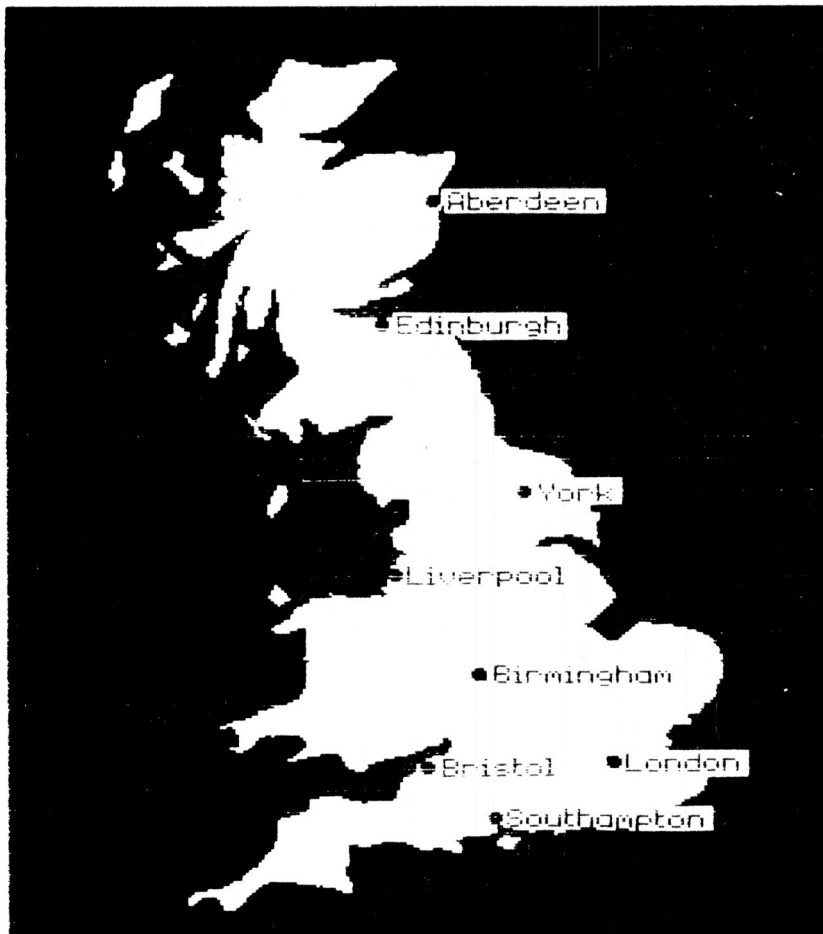 Aberdeen
Edinburgh
York
Liverpool
Birmingham
Bristol
London
Southampton